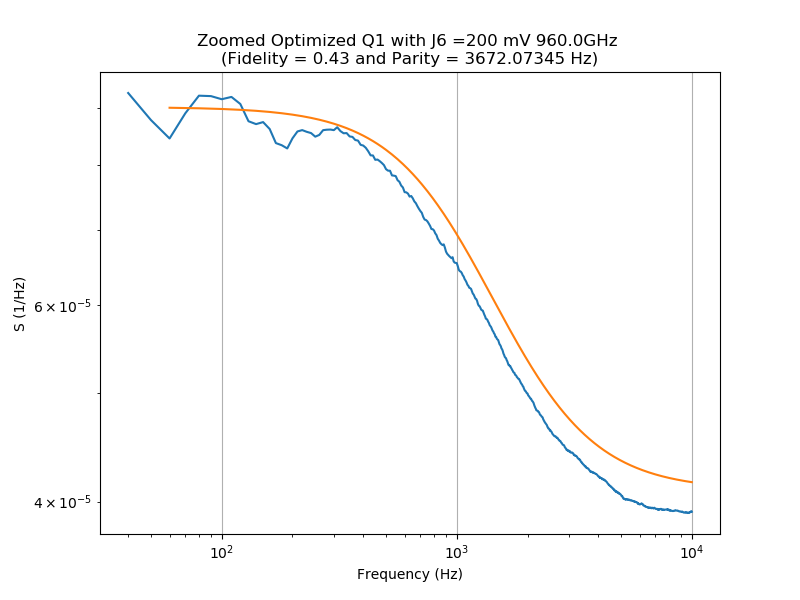 Zoomed Optimized Q1 with J6 =200 mV 960.0GHz
(Fidelity = 0.43 and Parity = 3672.07345 Hz)
S (1/Hz)
6 × 10⁻⁵
4 × 10⁻⁵
10² 10³ 10⁴
Frequency (Hz)